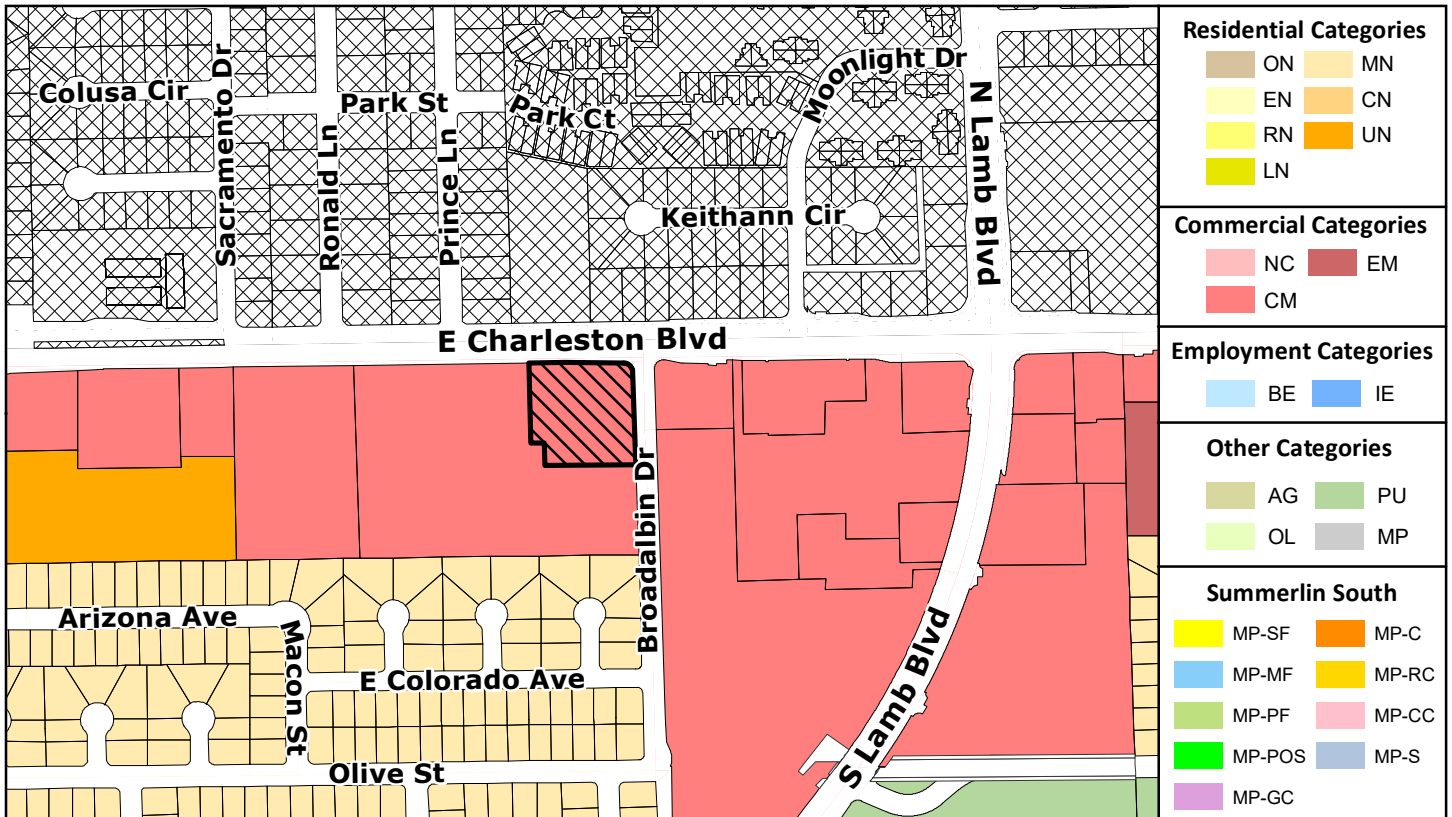 Colusa Cir
Sacramento Dr
Ronald Ln
Park St
Prince Ln
Park Ct
Moonlight Dr
N Lamb Blvd
Keithann Cir
E Charleston Blvd
Broadalbin Dr
Arizona Ave
Macon St
E Colorado Ave
Olive St
S Lamb Blvd
Residential Categories
ON MN
EN CN
RN UN
LN
Commercial Categories
NC EM
CM
Employment Categories
BE IE
Other Categories
AG PU
OL MP
Summerlin South
MP-SF MP-C
MP-MF MP-RC
MP-PF MP-CC
MP-POS MP-S
MP-GC